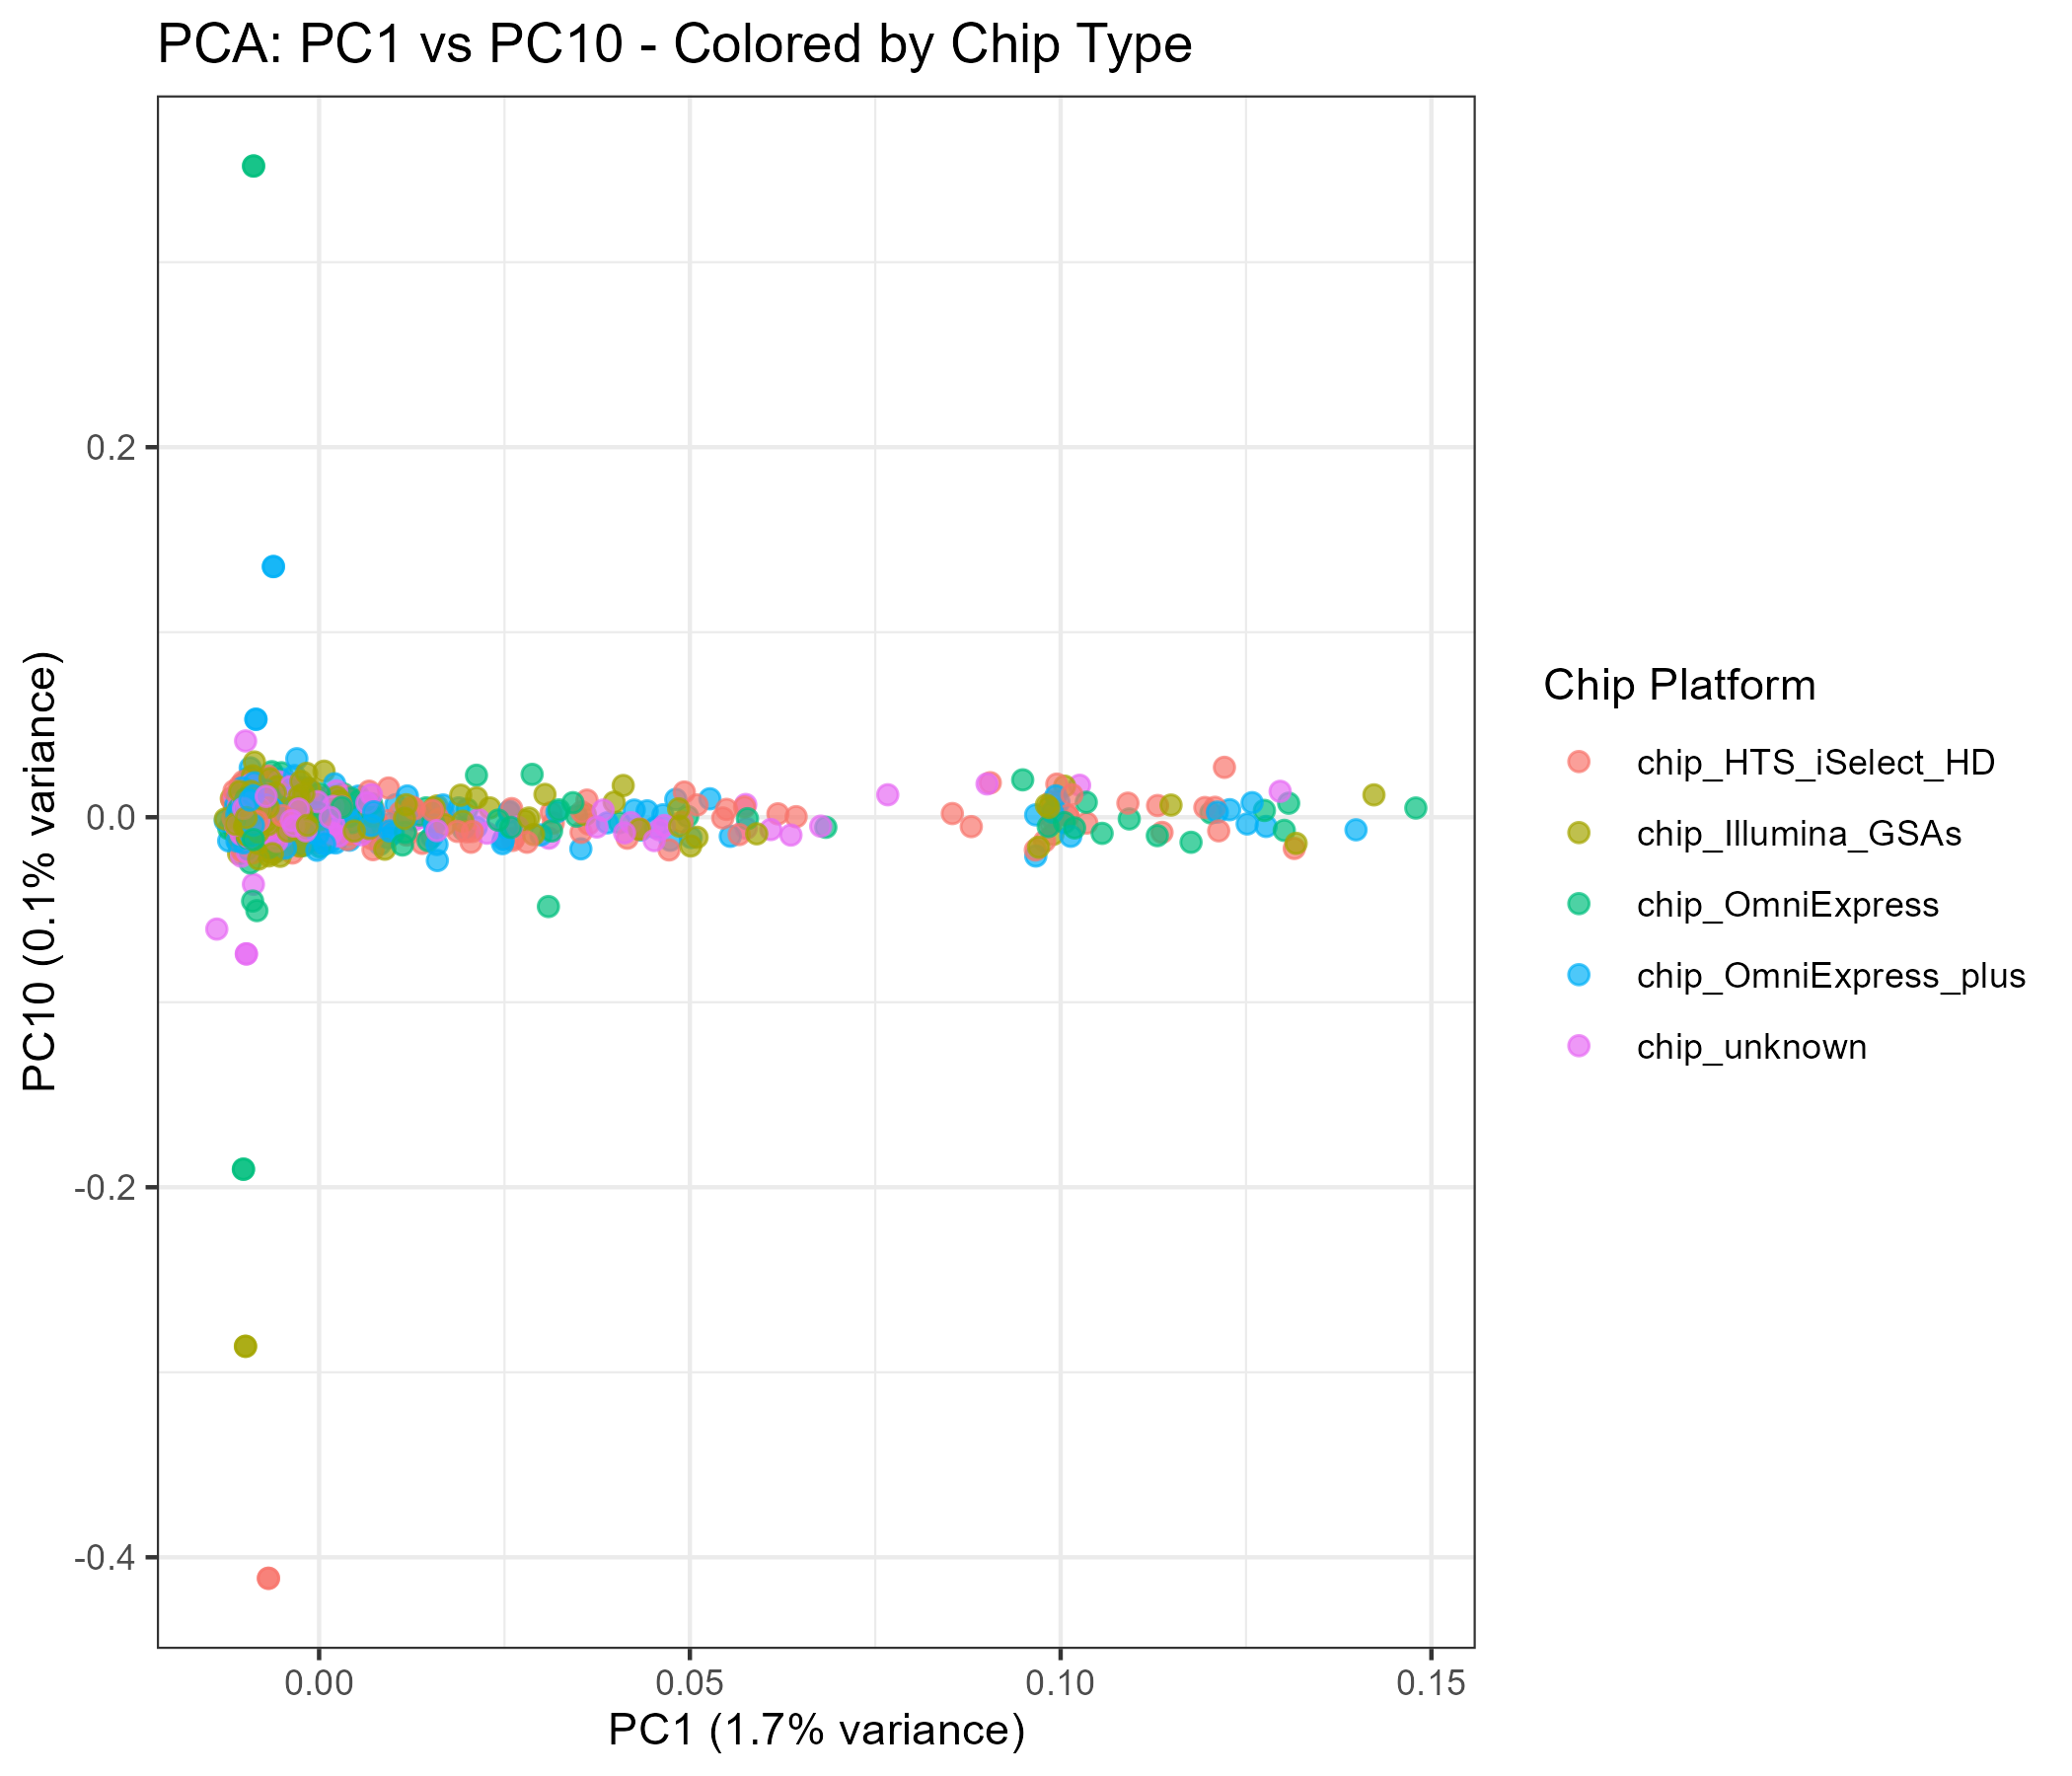 PCA: PC1 vs PC10 - Colored by Chip Type
PC10 (0.1% variance)
0.2
0.0
-0.2
-0.4
0.00
0.05
0.10
0.15
PC1 (1.7% variance)
Chip Platform
chip_HTS_iSelect_HD
chip_Illumina_GSAs
chip_OmniExpress
chip_OmniExpress_plus
chip_unknown